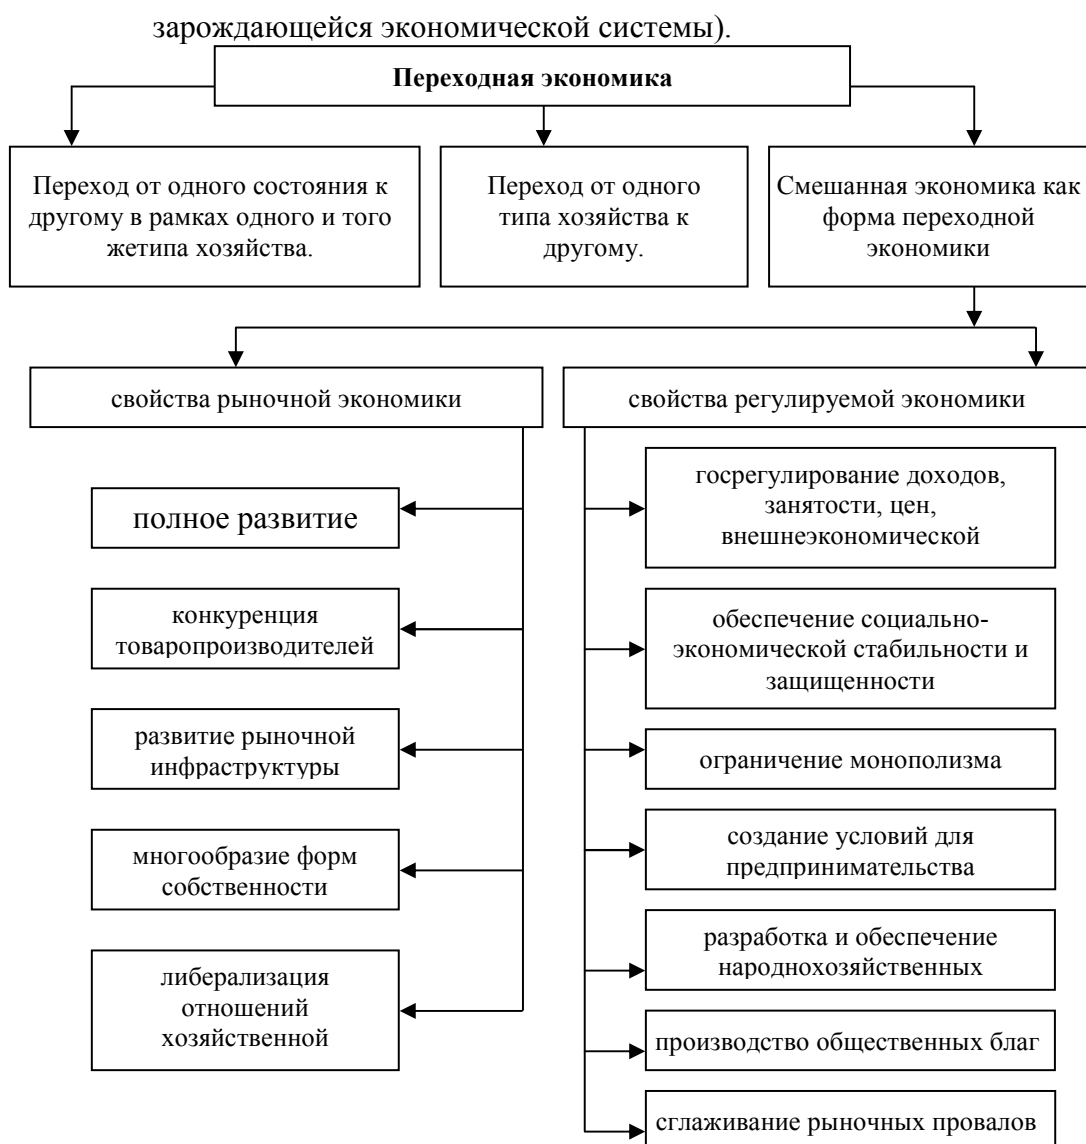 зарождающейся экономической системы).
Переходная экономика
Переход от одного состояния к
другому в рамках одного и того
жетипа хозяйства.
Переход от одного
типа хозяйства к
другому.
Смешанная экономика как
форма переходной
экономики
свойства рыночной экономики
полное развитие
конкуренция
товаропроизводителей
развитие рыночной
инфраструктуры
многообразие форм
собственности
либерализация
отношений
хозяйственной
свойства регулируемой экономики
госрегулирование доходов,
занятости, цен,
внешнеэкономической
обеспечение социально-
экономической стабильности и
защищенности
ограничение монополизма
создание условий для
предпринимательства
разработка и обеспечение
народнохозяйственных
производство общественных благ
сглаживание рыночных провалов